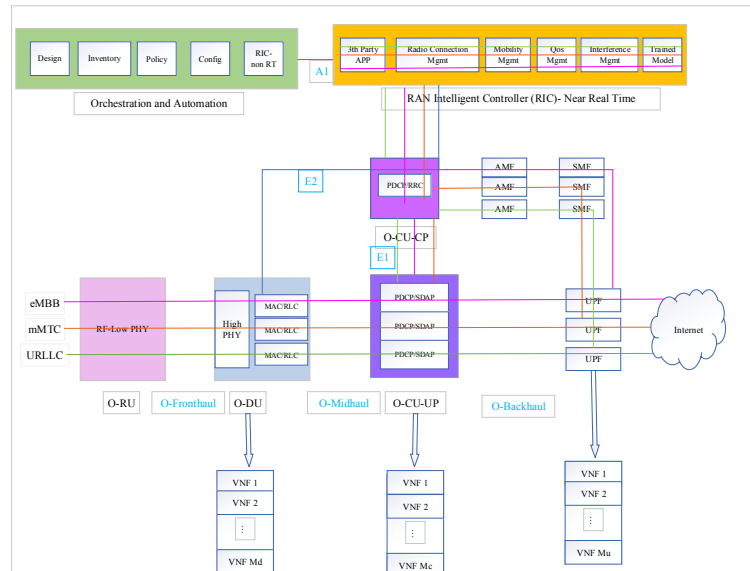 Design
Inventory
Policy
Config
RIC-
non RT
Orchestration and Automation
A1
3th Party
APP
Radio Connection
Mgmt
Mobility
Mgmt
Qos
Mgmt
Interference
Mgmt
Trained
Model
RAN Intelligent Controller (RIC)- Near Real Time
E2
PDCP/RRC
O-CU-CP
E1
AMF
SMF
AMF
SMF
AMF
SMF
eMBB
mMTC
URLLC
RF-Low PHY
High
PHY
MAC/RLC
MAC/RLC
MAC/RLC
PDCP/SDAP
PDCP/SDAP
PDCP/SDAP
UPF
UPF
UPF
Internet
O-RU
O-Fronthaul
O-DU
O-Midhaul
O-CU-UP
O-Backhaul
VNF 1
VNF 2
⋮
VNF Md
VNF 1
VNF 2
⋮
VNF Mc
VNF 1
VNF 2
⋮
VNF Mu